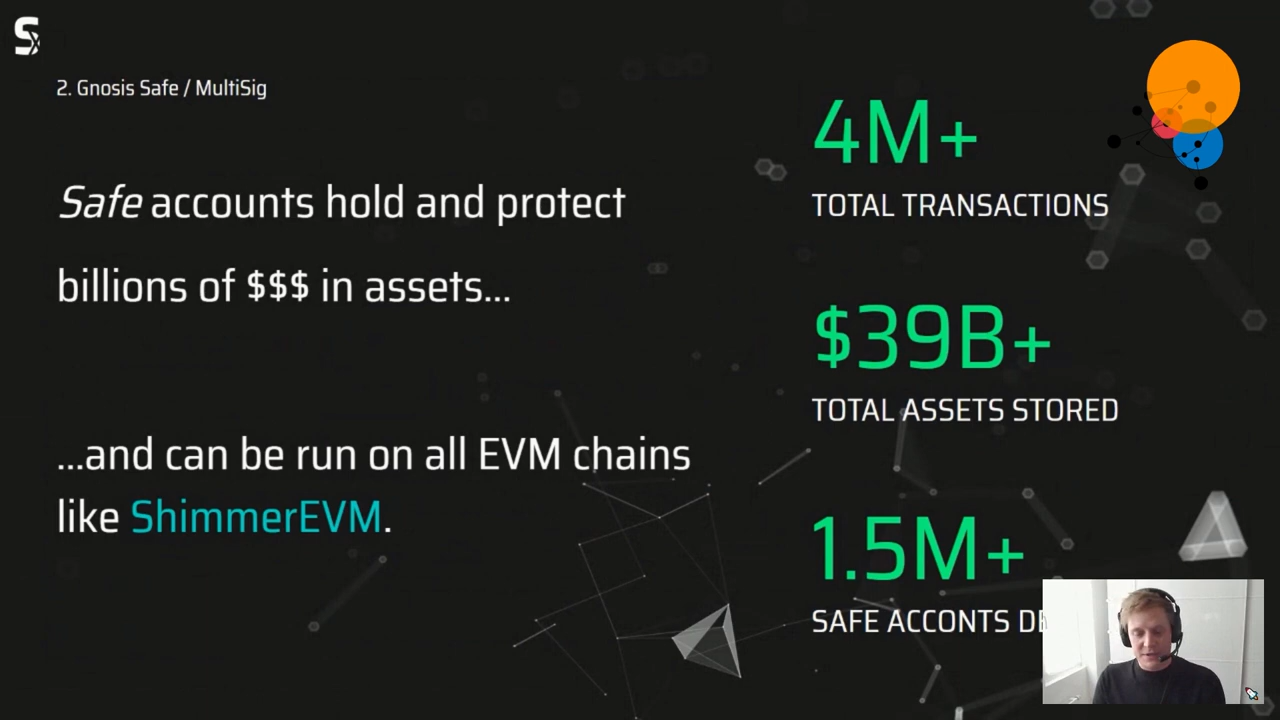 2. Gnosis Safe / MultiSig
Safe accounts hold and protect
billions of $$$ in assets...
...and can be run on all EVM chains
like ShimmerEVM.
4M+
TOTAL TRANSACTIONS
$39B+
TOTAL ASSETS STORED
1.5M+
SAFE ACCONTS